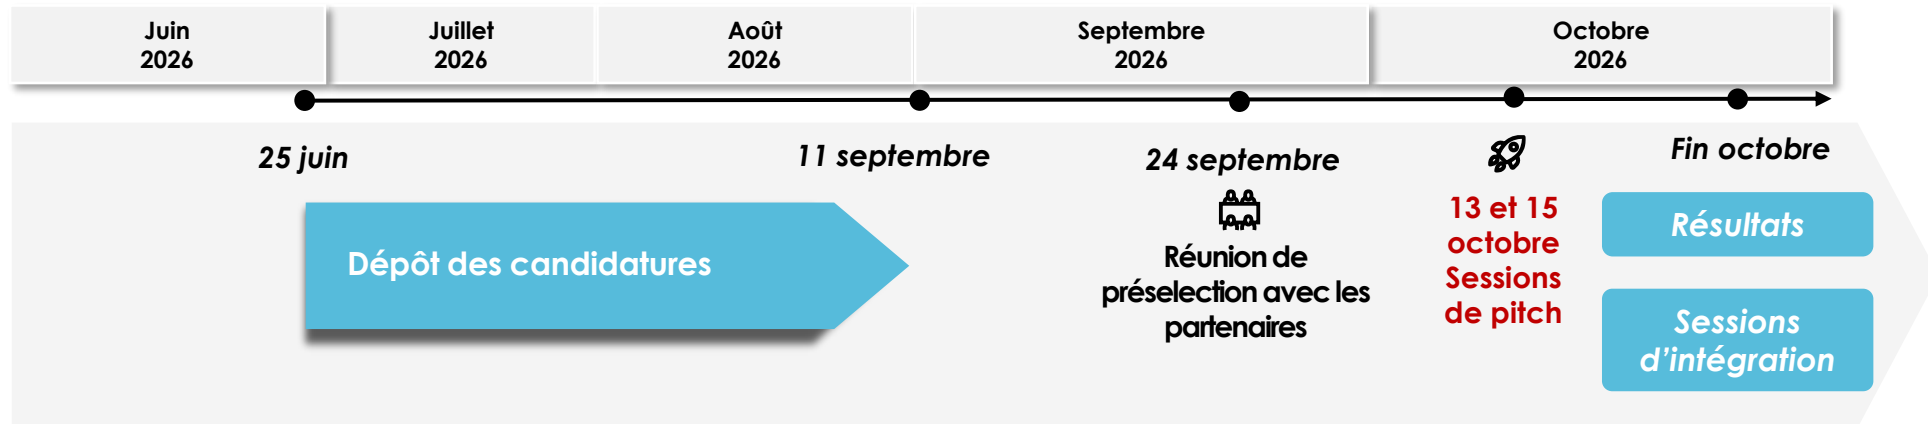 Juin
2026
Juillet
2026
Août
2026
Septembre
2026
Octobre
2026
25 juin
11 septembre
24 septembre
Fin octobre
Dépôt des candidatures
Réunion de
préselection avec les
partenaires
13 et 15
octobre
Sessions
de pitch
Résultats
Sessions
d’intégration